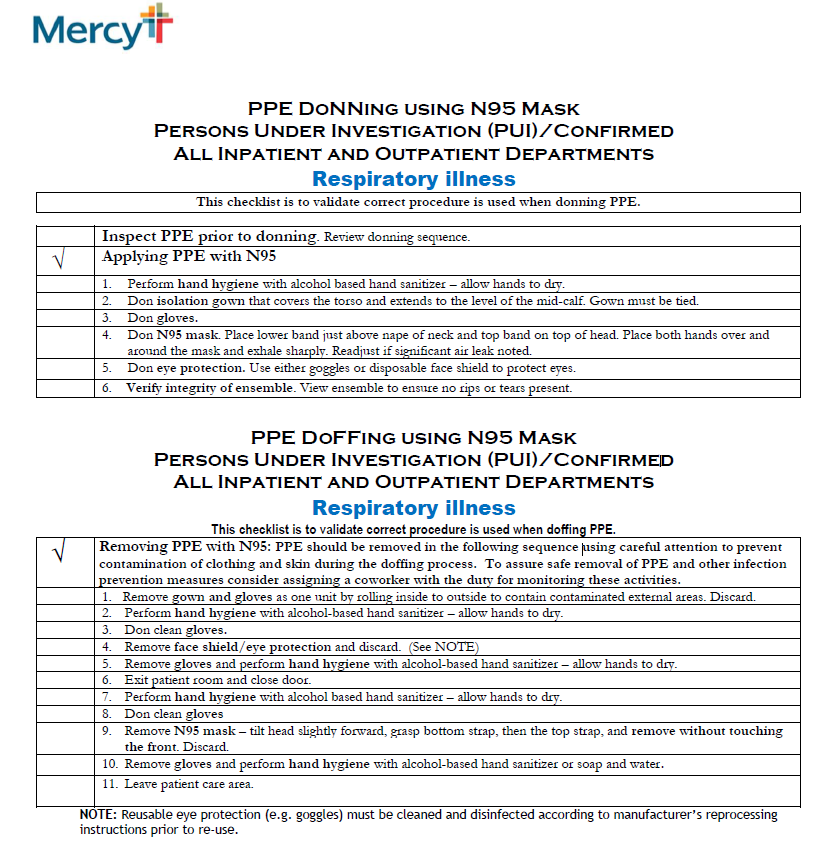 Mercy
PPE DoNNing using N95 Mask
Persons Under Investigation (PUI)/Confirmed
All Inpatient and Outpatient Departments
Respiratory illness
This checklist is to validate correct procedure is used when donning PPE.
Inspect PPE prior to donning. Review donning sequence.
√ Applying PPE with N95
1. Perform hand hygiene with alcohol based hand sanitizer – allow hands to dry.
2. Don isolation gown that covers the torso and extends to the level of the mid-calf. Gown must be tied.
3. Don gloves.
4. Don N95 mask. Place lower band just above nape of neck and top band on top of head. Place both hands over and
around the mask and exhale sharply. Readjust if significant air leak noted.
5. Don eye protection. Use either goggles or disposable face shield to protect eyes.
6. Verify integrity of ensemble. View ensemble to ensure no rips or tears present.
PPE DoFFing using N95 Mask
Persons Under Investigation (PUI)/Confirmed
All Inpatient and Outpatient Departments
Respiratory illness
This checklist is to validate correct procedure is used when doffing PPE.
√ Removing PPE with N95: PPE should be removed in the following sequence using careful attention to prevent
contamination of clothing and skin during the doffing process. To assure safe removal of PPE and other infection
prevention measures consider assigning a coworker with the duty for monitoring these activities.
1. Remove gown and gloves as one unit by rolling inside to outside to contain contaminated external areas. Discard.
2. Perform hand hygiene with alcohol-based hand sanitizer – allow hands to dry.
3. Don clean gloves.
4. Remove face shield/eye protection and discard. (See NOTE)
5. Remove gloves and perform hand hygiene with alcohol-based hand sanitizer – allow hands to dry.
6. Exit patient room and close door.
7. Perform hand hygiene with alcohol based hand sanitizer – allow hands to dry.
8. Don clean gloves
9. Remove N95 mask – tilt head slightly forward, grasp bottom strap, then the top strap, and remove without touching
the front. Discard.
10. Remove gloves and perform hand hygiene with alcohol-based hand sanitizer or soap and water.
11. Leave patient care area.
NOTE: Reusable eye protection (e.g. goggles) must be cleaned and disinfected according to manufacturer's reprocessing
instructions prior to re-use.